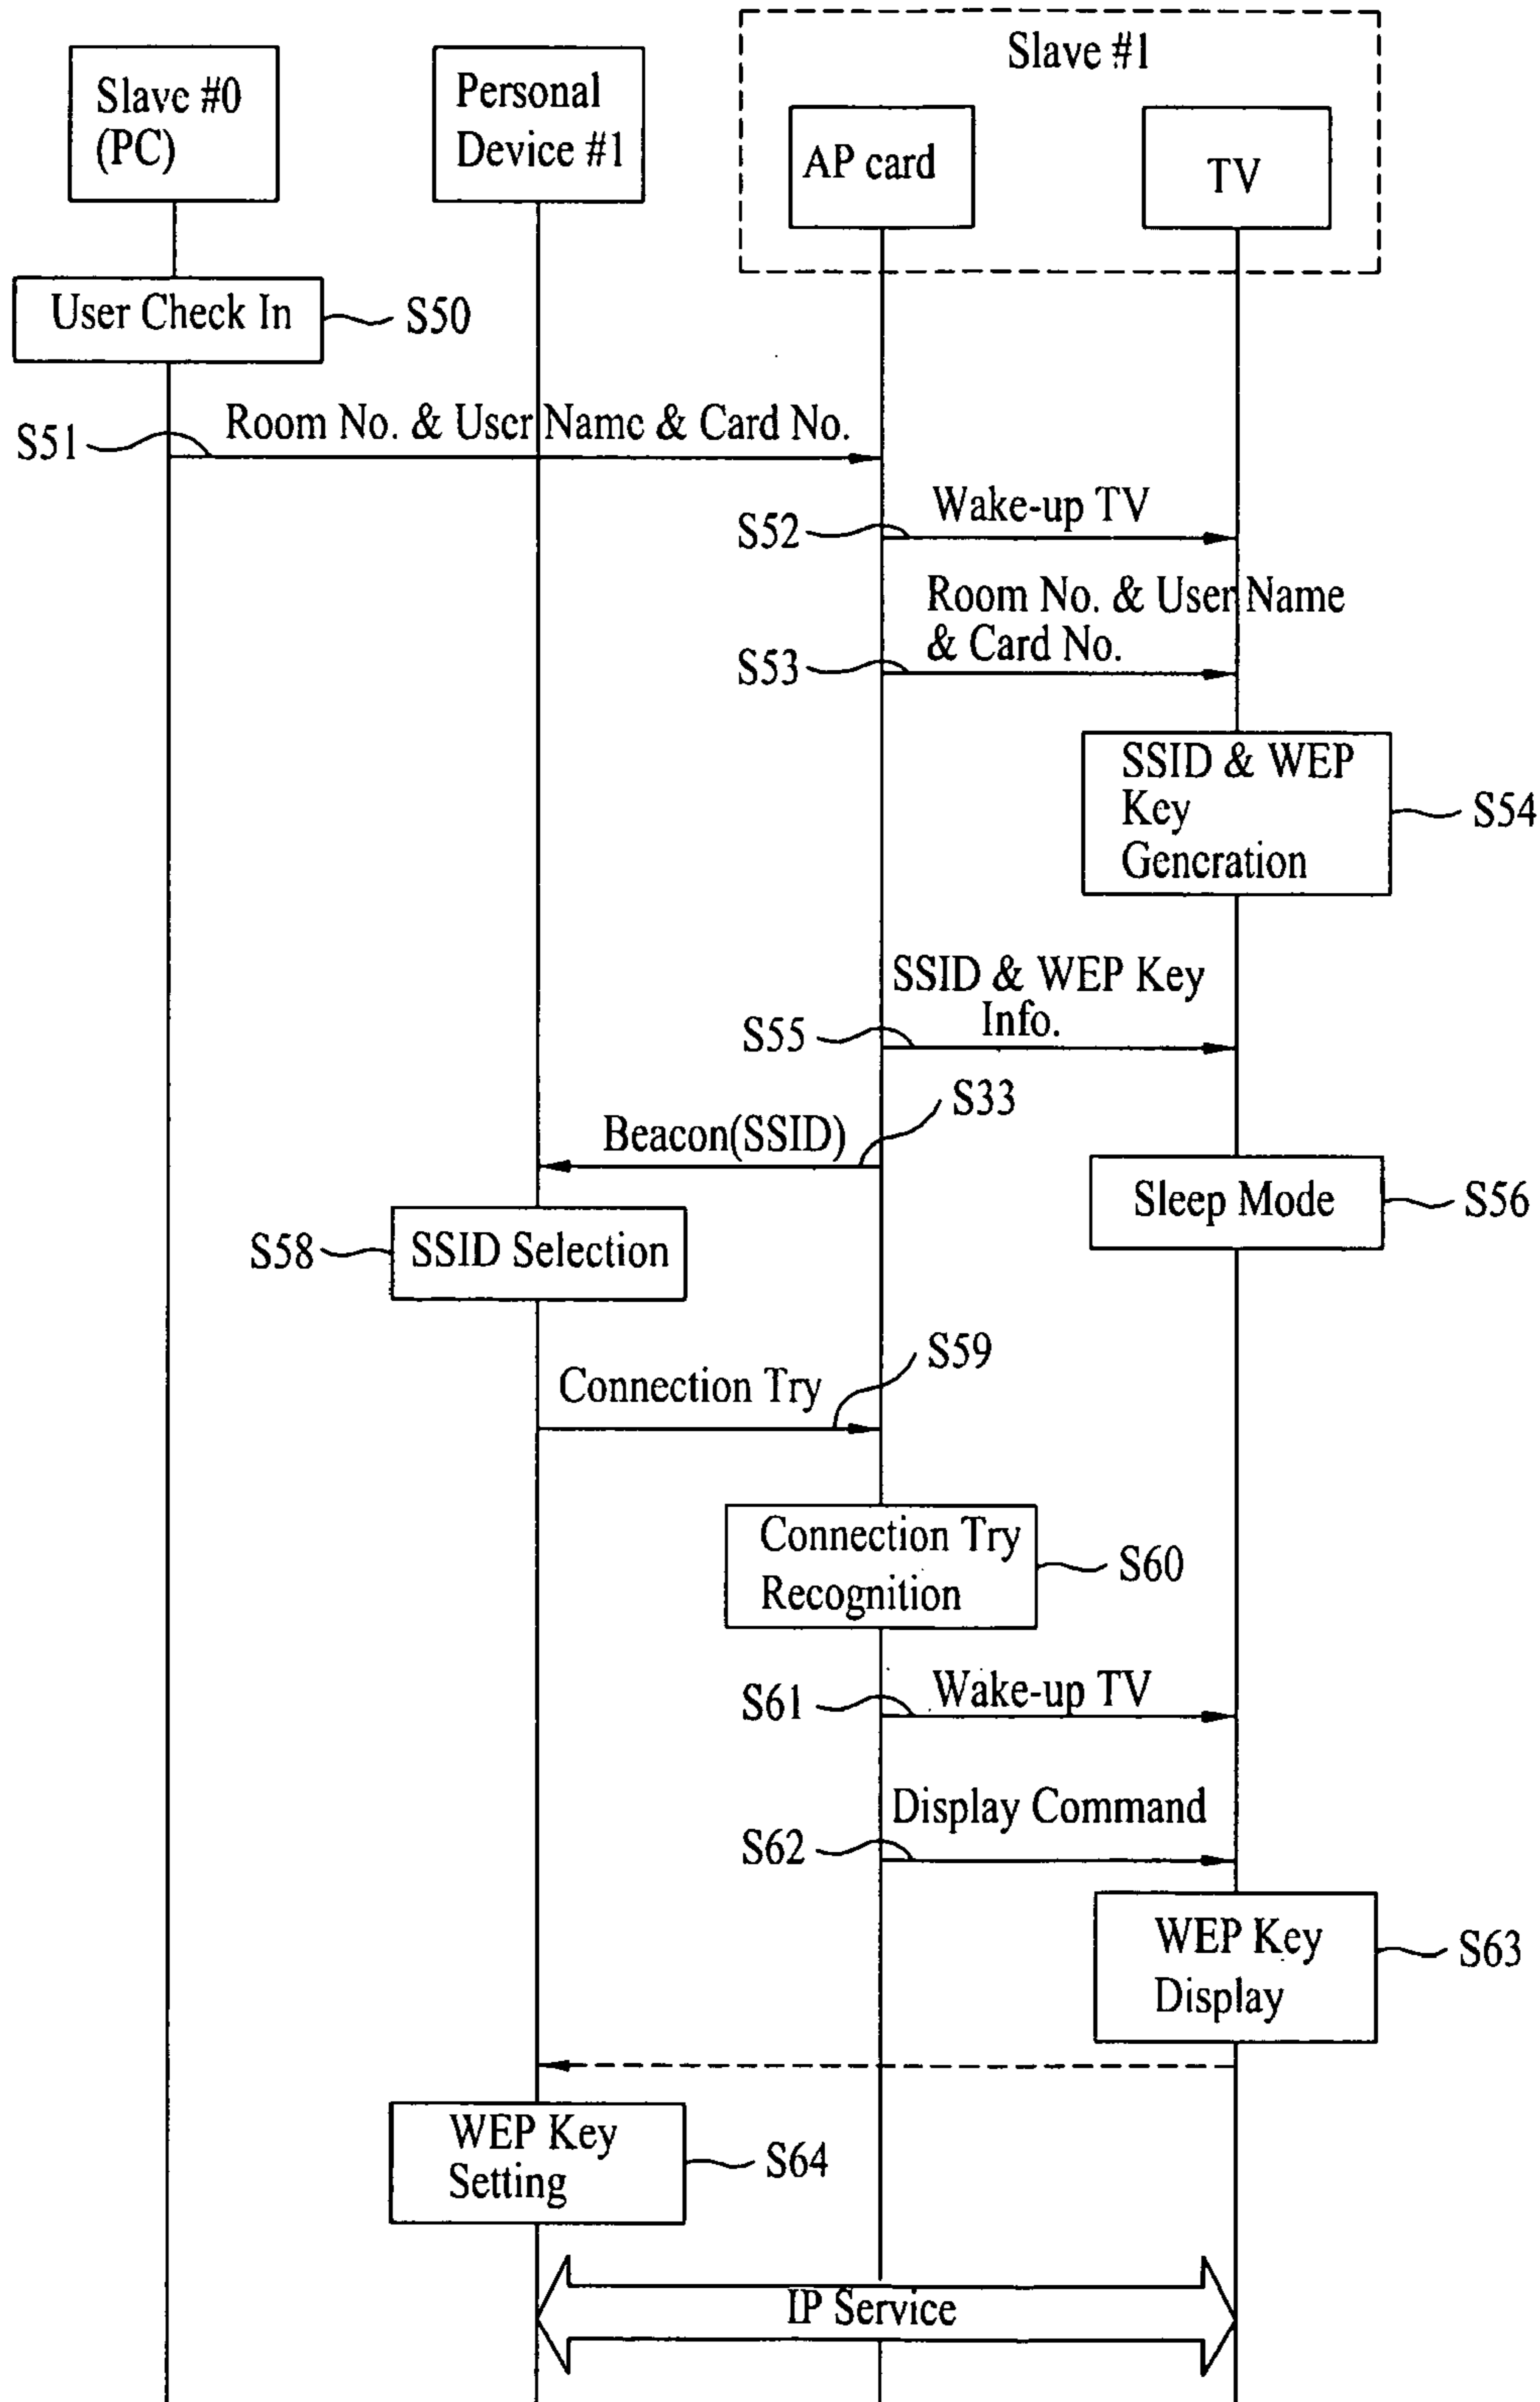 Slave #1
Slave #0
(PC)
Personal
Device #1
AP card
TV
User Check In
S50
S51
Room No. & User Name & Card No.
S52
Wake-up TV
Room No. & User Name
& Card No.
S53
SSID & WEP
Key
Generation
S54
SSID & WEP Key
Info.
S55
S33
Beacon(SSID)
Sleep Mode
S56
S58
SSID Selection
S59
Connection Try
Connection Try
Recognition
S60
S61
Wake-up TV
Display Command
S62
WEP Key
Display
S63
WEP Key
Setting
S64
IP Service